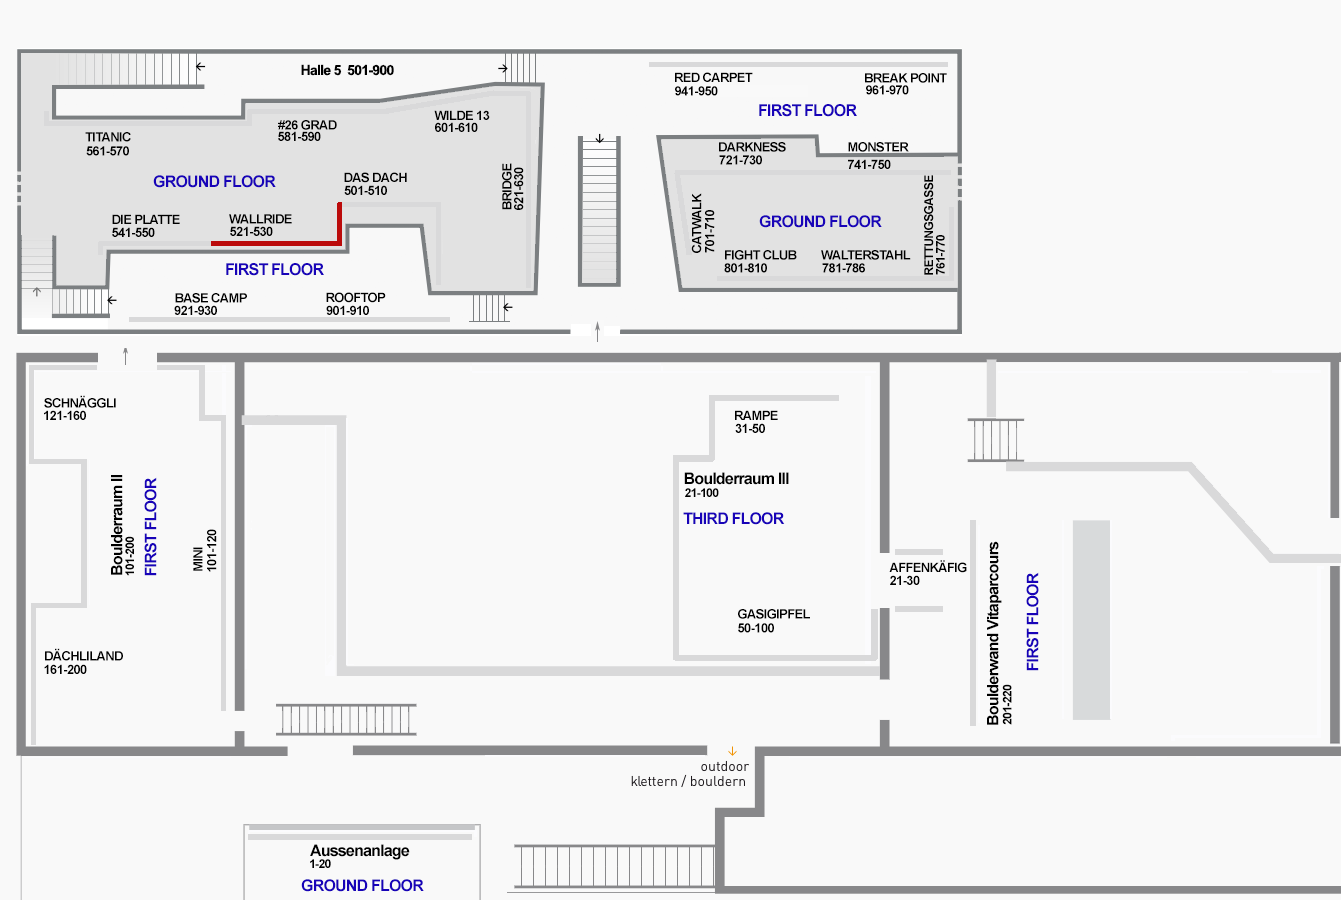 Halle 5 501-900
RED CARPET
941-950
BREAK POINT
961-970
FIRST FLOOR
TITANIC
561-570
#26 GRAD
581-590
WILDE 13
601-610
GROUND FLOOR
DAS DACH
501-510
BRIDGE
621-630
DIE PLATTE
541-550
WALLRIDE
521-530
FIRST FLOOR
BASE CAMP
921-930
ROOFTOP
901-910
DARKNESS
721-730
MONSTER
741-750
CATWALK
701-710
GROUND FLOOR
RETTUNGSGASSE
761-770
FIGHT CLUB
801-810
WALTERSTAHL
781-786
SCHNÄGGLI
121-160
Boulderraum II
101-200
FIRST FLOOR
MINI
101-120
DÄCHLILAND
161-200
RAMPE
31-50
Boulderraum III
21-100
THIRD FLOOR
GASIGIPFEL
50-100
AFFENKÄFIG
21-30
Boulderwand Vitaparcours
201-220
FIRST FLOOR
outdoor
klettern / bouldern
Aussenanlage
1-20
GROUND FLOOR